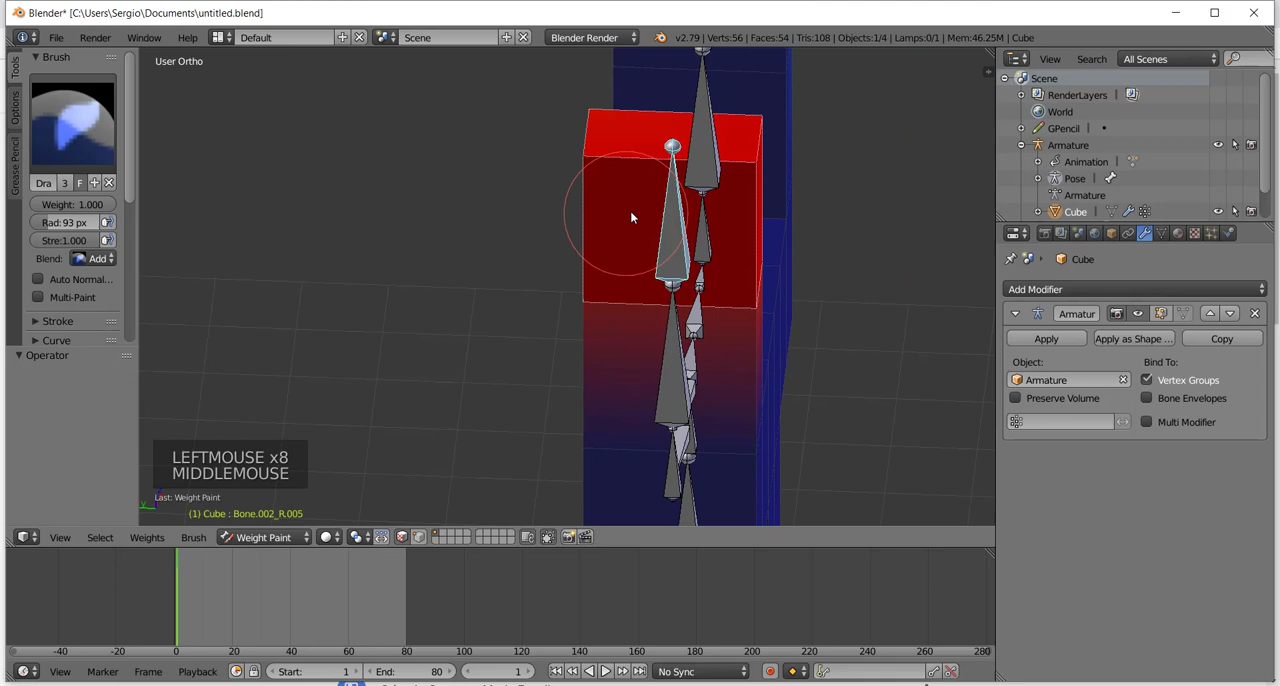 Blender* [C:\Users\Sergio\Documents\untitled.blend]
File Render Window Help Default Scene Blender Render v2.79 | Verts:56 | Faces:54 | Tris:108 | Objects:1/4 | Lamps:0/1 | Mem:46.25M | Cube
Tools
Options
Grease Pencil
Brush
Dra 3 F
Weight: 1.000
Rad: 93 px
Stre:1.000
Blend: Add
Auto Normal...
Multi-Paint
Stroke
Curve
Operator
User Ortho
LEFTMOUSE x8
MIDDLEMOUSE
Last: Weight Paint
(1) Cube : Bone.002_R.005
y
View Search All Scenes
Scene
RenderLayers
World
GPencil
Armature
Animation
Pose
Armature
Cube
Cube
Add Modifier
Armatur
Apply Apply as Shape ... Copy
Object: Bind To:
Armature Vertex Groups
Preserve Volume Bone Envelopes
Multi Modifier
View Select Weights Brush Weight Paint
-40 -20 0 20 40 60 80 100 120 140 160 180 200 220 240 260 280
View Marker Frame Playback Start: 1 End: 80 1 No Sync